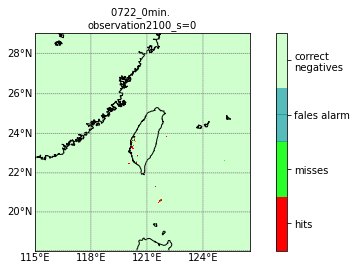 0722_0min.
observation2100_s=0
28°N
26°N
24°N
22°N
20°N
115°E
118°E
121°E
124°E
correct
negatives
fales alarm
misses
hits